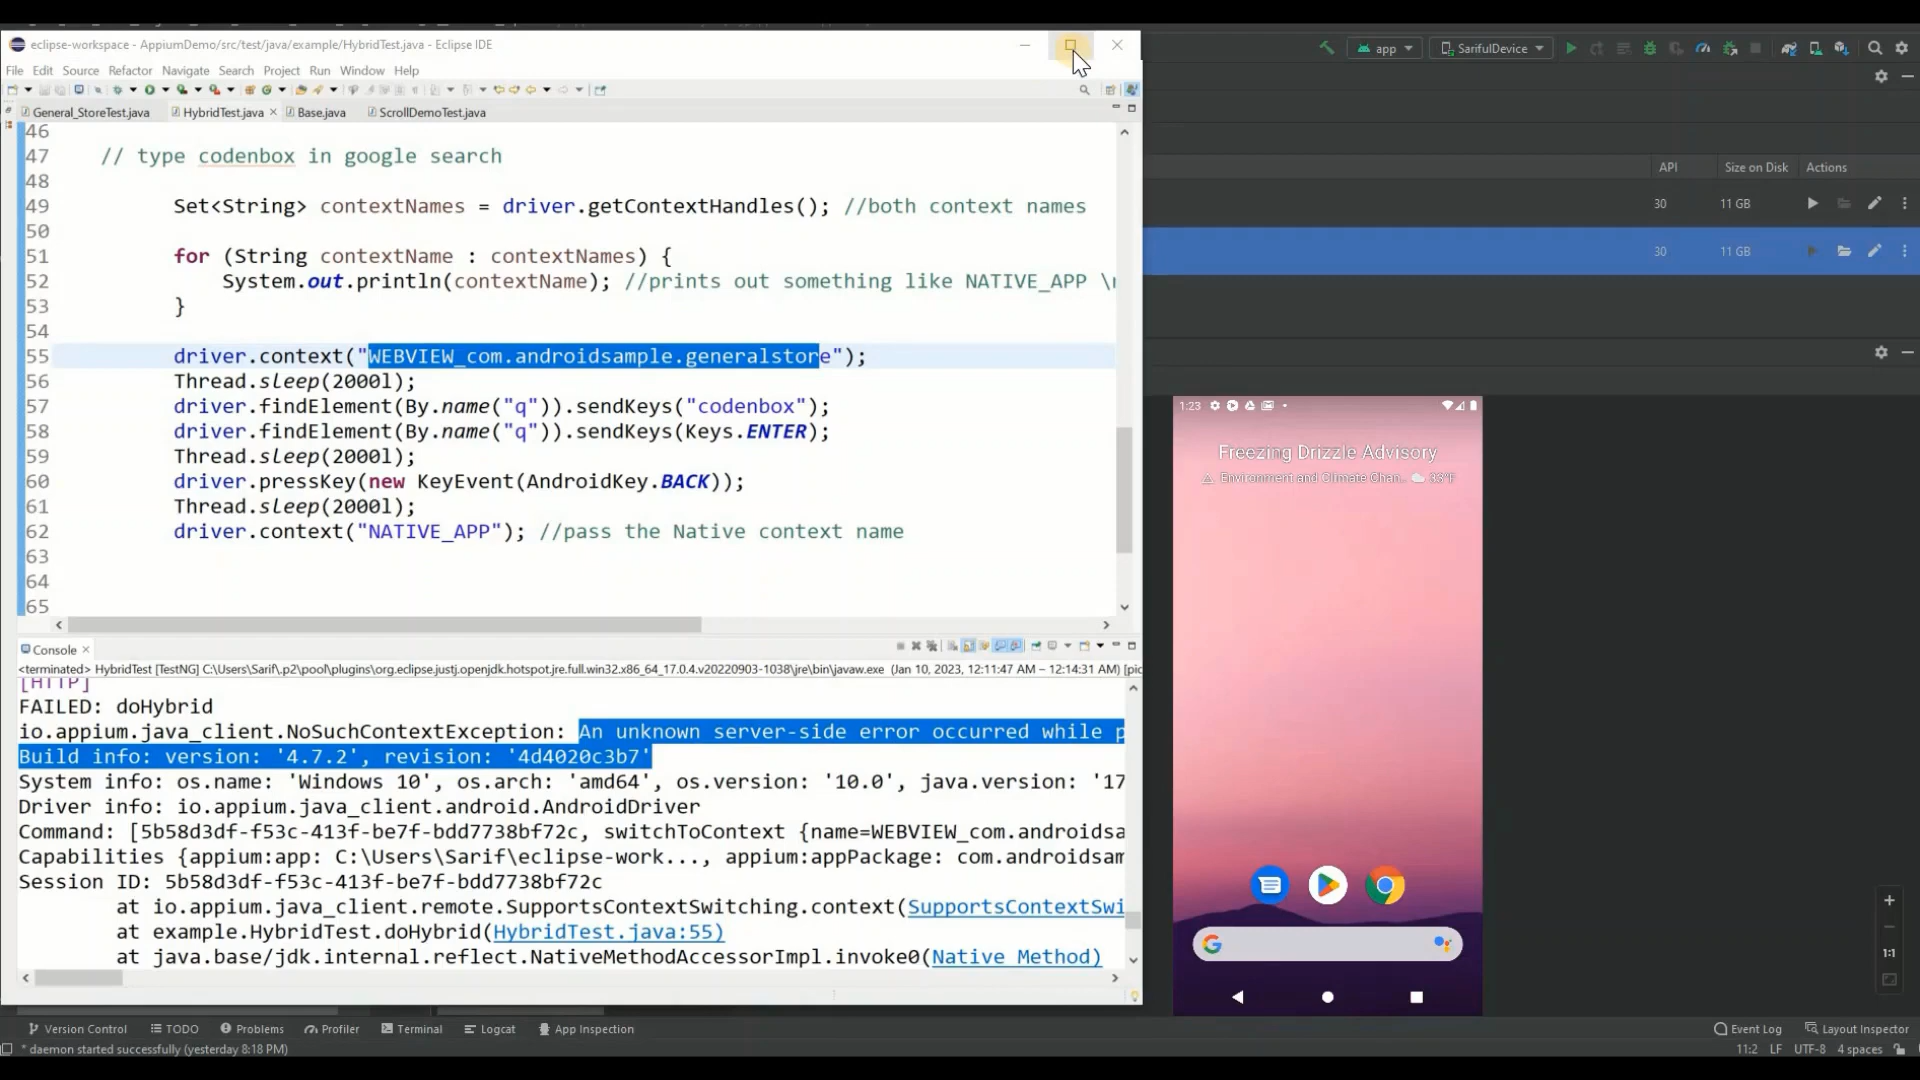 eclipse-workspace - AppiumDemo/src/test/java/example/HybridTest.java - Eclipse IDE
File Edit Source Refactor Navigate Search Project Run Window Help
General_StoreTest.java HybridTest.java Base.java ScrollDemoTest.java
46
47 // type codenbox in google search
48
49 Set<String> contextNames = driver.getContextHandles(); //both context names
50
51 for (String contextName : contextNames) {
52 System.out.println(contextName); //prints out something like NATIVE_APP \
53 }
54
55 driver.context("WEBVIEW_com.androidsample.generalstore");
56 Thread.sleep(2000l);
57 driver.findElement(By.name("q")).sendKeys("codenbox");
58 driver.findElement(By.name("q")).sendKeys(Keys.ENTER);
59 Thread.sleep(2000l);
60 driver.pressKey(new KeyEvent(AndroidKey.BACK));
61 Thread.sleep(2000l);
62 driver.context("NATIVE_APP"); //pass the Native context name
63
64
65
Console
<terminated> HybridTest [TestNG] C:\Users\Sarif\.p2\pool\plugins\org.eclipse.justj.openjdk.hotspot.jre.full.win32.x86_64_17.0.4.v20220903-1038\jre\bin\javaw.exe (Jan 10, 2023, 12:11:47 AM – 12:14:31 AM) [pic
[HTTP]
FAILED: doHybrid
io.appium.java_client.NoSuchContextException: An unknown server-side error occurred while p
Build info: version: '4.7.2', revision: '4d4020c3b7'
System info: os.name: 'Windows 10', os.arch: 'amd64', os.version: '10.0', java.version: '17
Driver info: io.appium.java_client.android.AndroidDriver
Command: [5b58d3df-f53c-413f-be7f-bdd7738bf72c, switchToContext {name=WEBVIEW_com.androidsa
Capabilities {appium:app: C:\Users\Sarif\eclipse-work..., appium:appPackage: com.androidsam
Session ID: 5b58d3df-f53c-413f-be7f-bdd7738bf72c
at io.appium.java_client.remote.SupportsContextSwitching.context(SupportsContextSwi
at example.HybridTest.doHybrid(HybridTest.java:55)
at java.base/jdk.internal.reflect.NativeMethodAccessorImpl.invoke0(Native Method)
app SarifulDevice
API Size on Disk Actions
30 11 GB
30 11 GB
1:23
Freezing Drizzle Advisory
Environment and Climate Chan..
1:1
Version Control TODO Problems Profiler Terminal Logcat App Inspection Event Log Layout Inspector
* daemon started successfully (yesterday 8:18 PM) 11:2 LF UTF-8 4 spaces